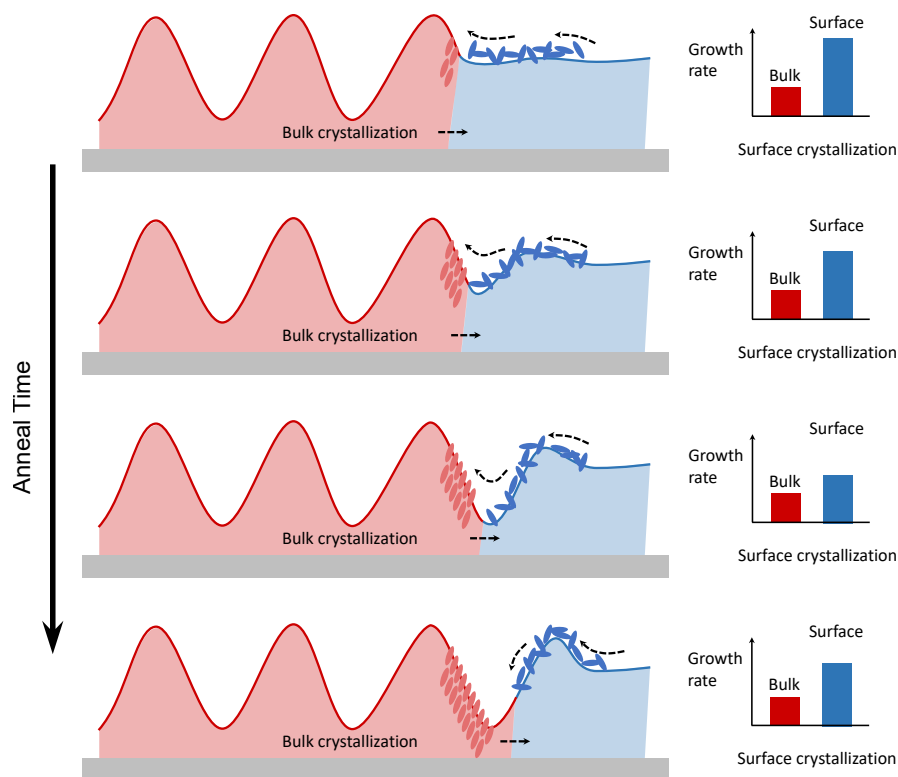 Anneal Time
Bulk crystallization
Growth
rate
Bulk
Surface
Surface crystallization
Bulk crystallization
Growth
rate
Bulk
Surface
Surface crystallization
Bulk crystallization
Growth
rate
Bulk
Surface
Surface crystallization
Bulk crystallization
Growth
rate
Bulk
Surface
Surface crystallization